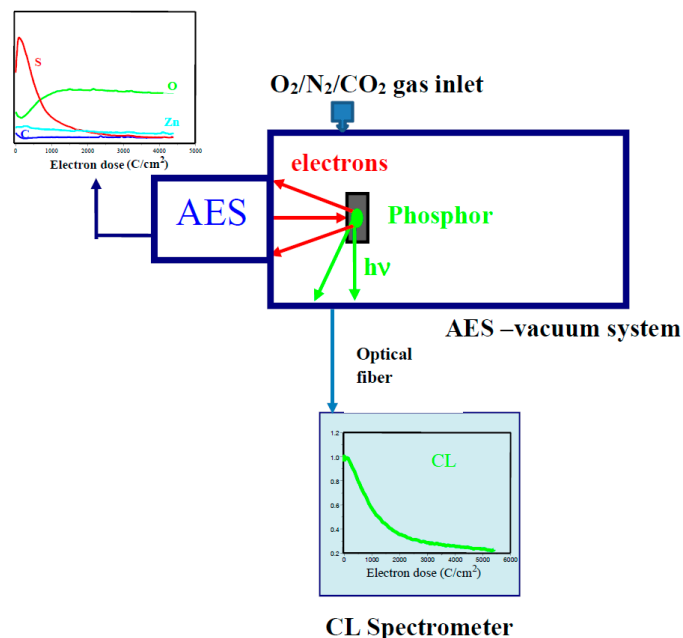 S
O
Zn
C
0 1000 2000 3000 4000 5000
Electron dose (C/cm²)
O₂/N₂/CO₂ gas inlet
electrons
AES
Phosphor
hν
AES –vacuum system
Optical
fiber
1.2
1.0
0.8
0.6
0.4
0.2
CL
0 1000 2000 3000 4000 5000 6000
Electron dose (C/cm²)
CL Spectrometer